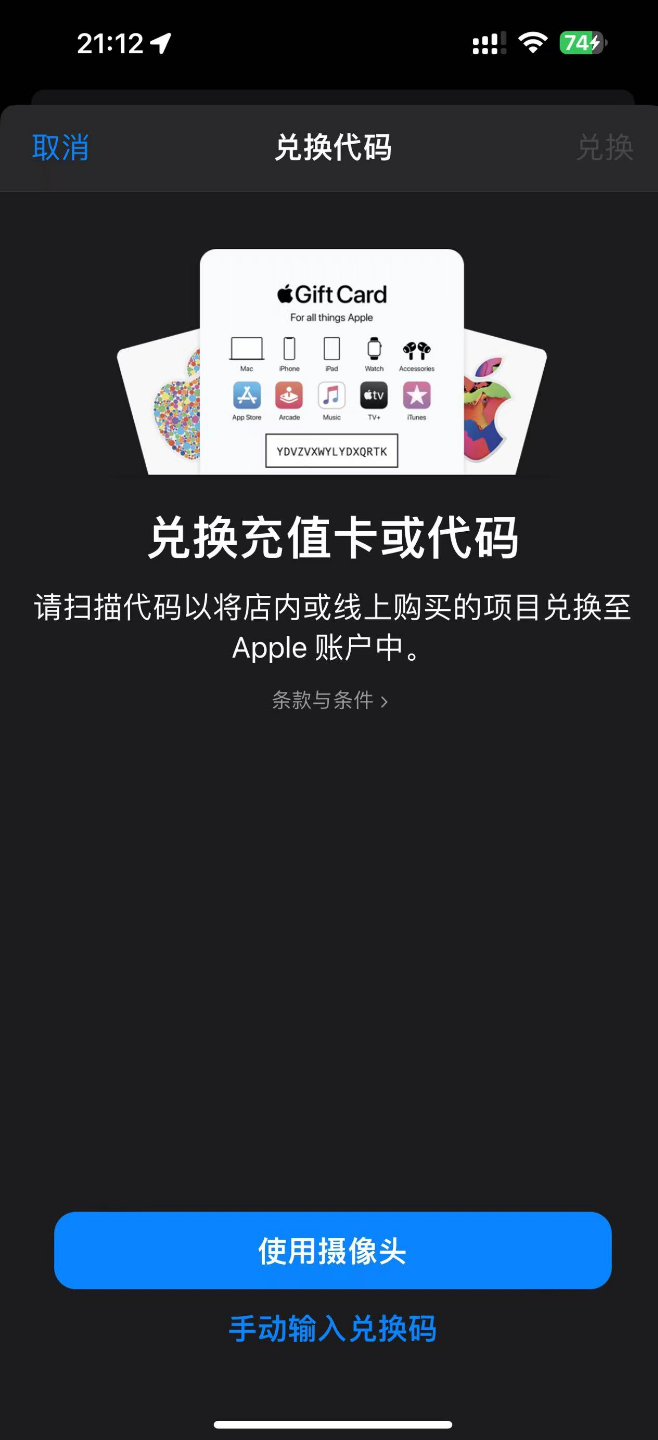 21:12
74
取消
兑换代码
兑换
Gift Card
For all things Apple
Mac iPhone iPad Watch Accessories
tv
App Store Arcade Music TV+ iTunes
YDVZVXWYLYDXQRTK
兑换充值卡或代码
请扫描代码以将店内或线上购买的项目兑换至
Apple 账户中。
条款与条件 >
使用摄像头
手动输入兑换码